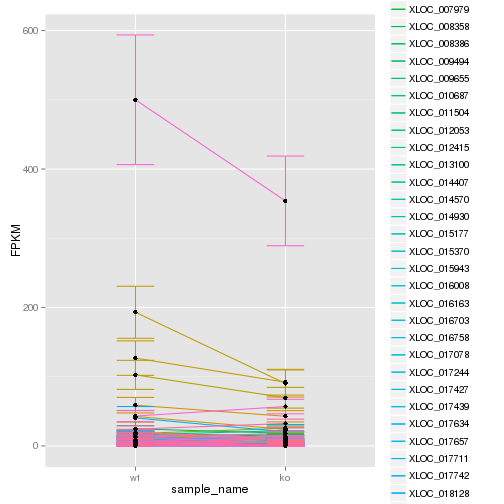 600
400
200
0
FPKM
wt
ko
sample_name
XLOC_007979
XLOC_008358
XLOC_008386
XLOC_009494
XLOC_009655
XLOC_010687
XLOC_011504
XLOC_012053
XLOC_012415
XLOC_013100
XLOC_014407
XLOC_014570
XLOC_014930
XLOC_015177
XLOC_015370
XLOC_015943
XLOC_016008
XLOC_016163
XLOC_016703
XLOC_016758
XLOC_017078
XLOC_017244
XLOC_017427
XLOC_017439
XLOC_017634
XLOC_017657
XLOC_017711
XLOC_017742
XLOC_018128